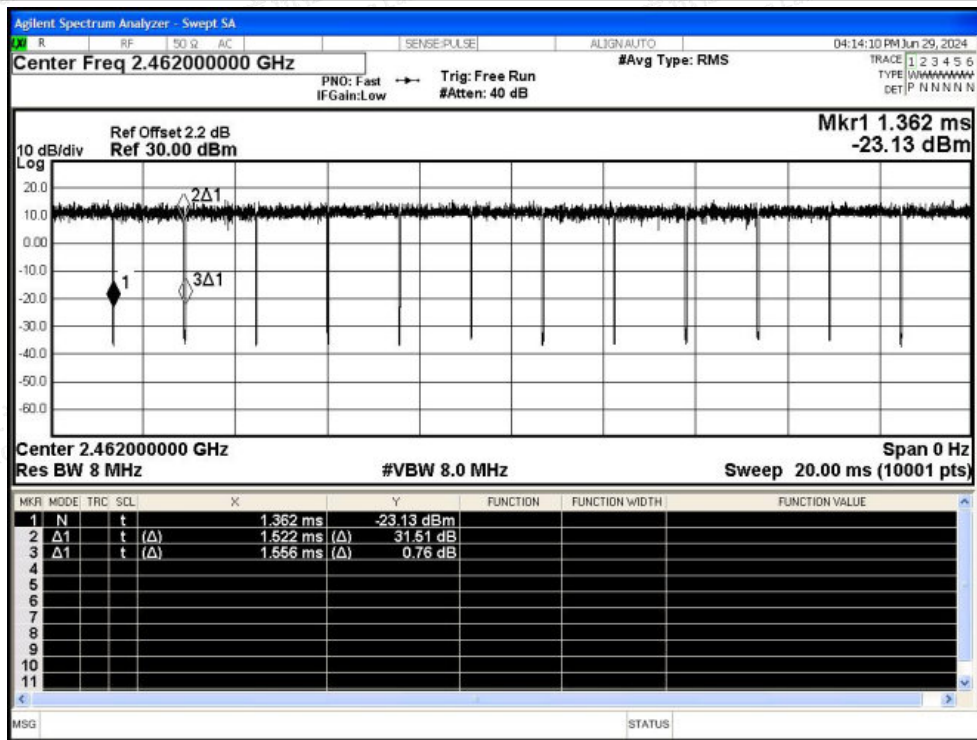 Agilent Spectrum Analyzer - Swept SA
LXI R RF 50 Ω AC SENSE:PULSE ALIGNAUTO 04:14:10 PM Jun 29, 2024
Center Freq 2.462000000 GHz #Avg Type: RMS TRACE 1 2 3 4 5 6
PNO: Fast Trig: Free Run TYPE WWWWWW
IFGain:Low #Atten: 40 dB DET P N N N N N
Mkr1 1.362 ms
Ref Offset 2.2 dB
10 dB/div Ref 30.00 dBm -23.13 dBm
Log
20.0
2Δ1
10.0
0.00
-10.0
1 3Δ1
-20.0
-30.0
-40.0
-50.0
-60.0
Center 2.462000000 GHz Span 0 Hz
Res BW 8 MHz #VBW 8.0 MHz Sweep 20.00 ms (10001 pts)
MKR MODE TRC SCL X Y FUNCTION FUNCTION WIDTH FUNCTION VALUE
1 N t 1.362 ms -23.13 dBm
2 Δ1 t (Δ) 1.522 ms (Δ) 31.51 dB
3 Δ1 t (Δ) 1.556 ms (Δ) 0.76 dB
4
5
6
7
8
9
10
11
MSG STATUS